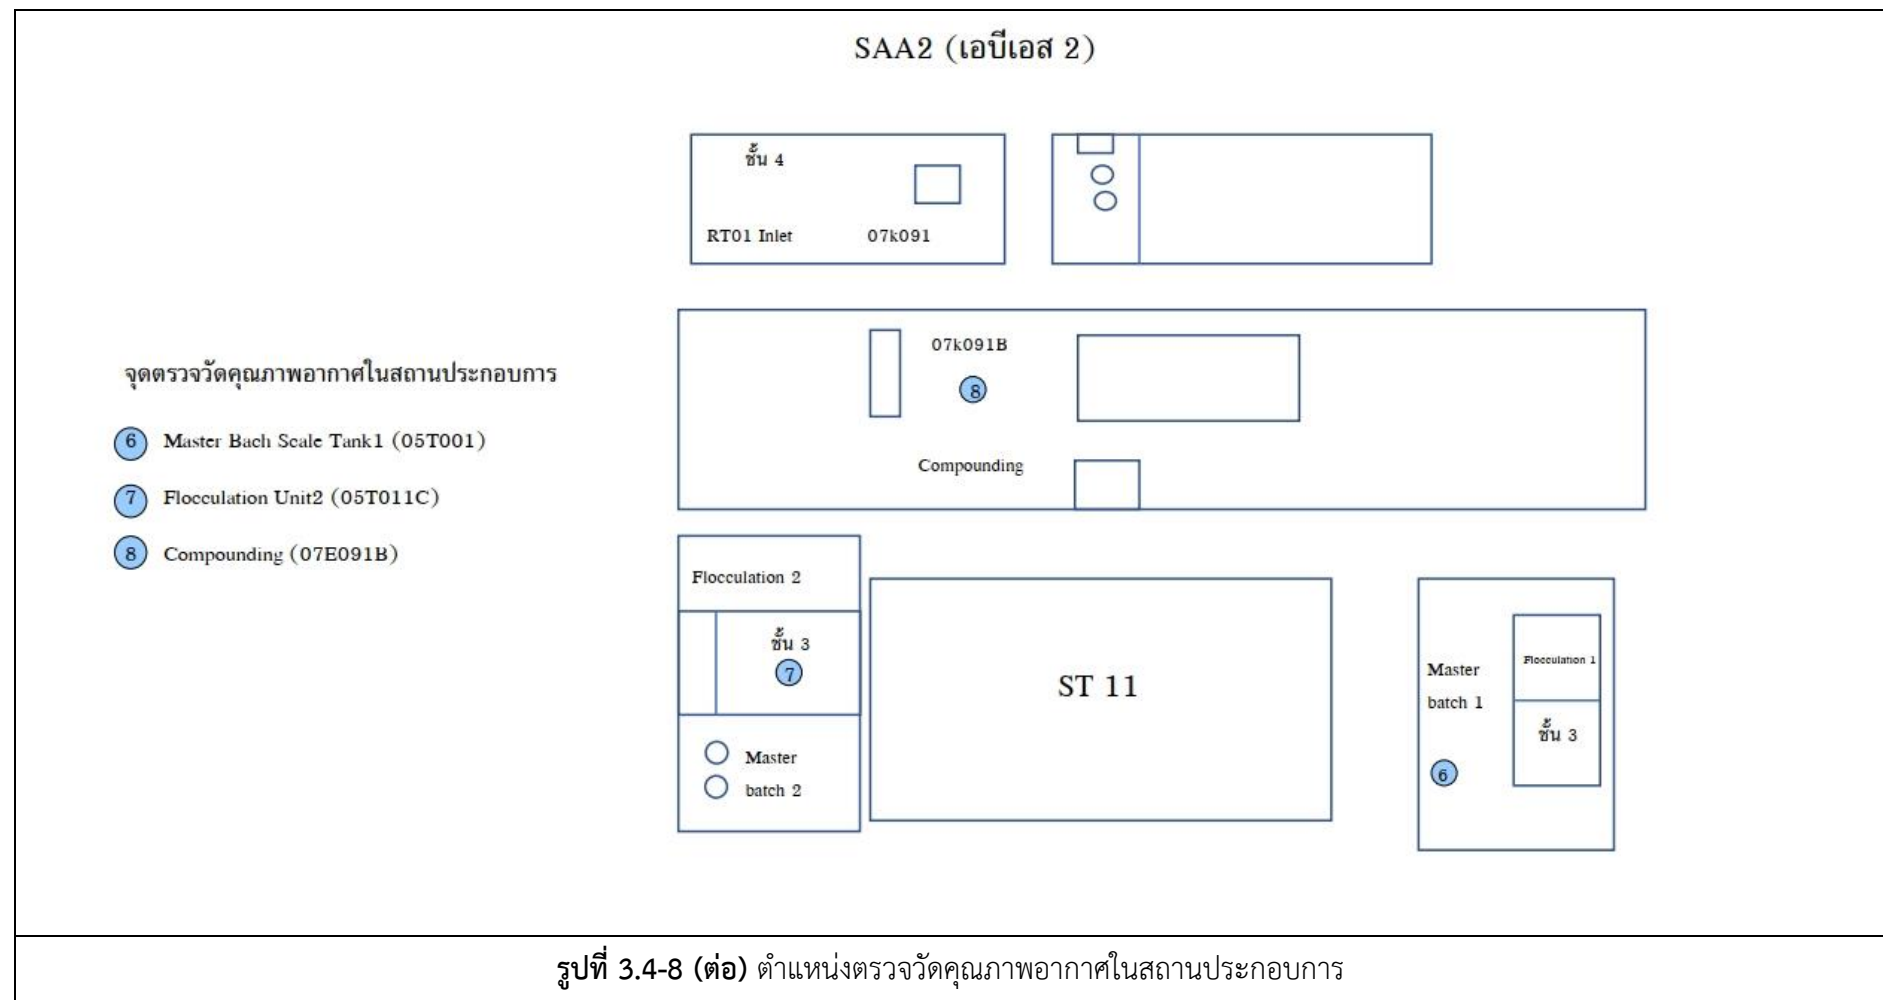 SAA2 (เอบีเอส 2)
ชั้น 4
RT01 Inlet 07k091
07k091B
8
Compounding
จุดตรวจวัดคุณภาพอากาศในสถานประกอบการ
6 Master Bach Scale Tank1 (05T001)
7 Flocculation Unit2 (05T011C)
8 Compounding (07E091B)
Flocculation 2
ชั้น 3
7
Master
batch 2
ST 11
Master
batch 1
6
Flocculation 1
ชั้น 3
รูปที่ 3.4-8 (ต่อ) ตำแหน่งตรวจวัดคุณภาพอากาศในสถานประกอบการ